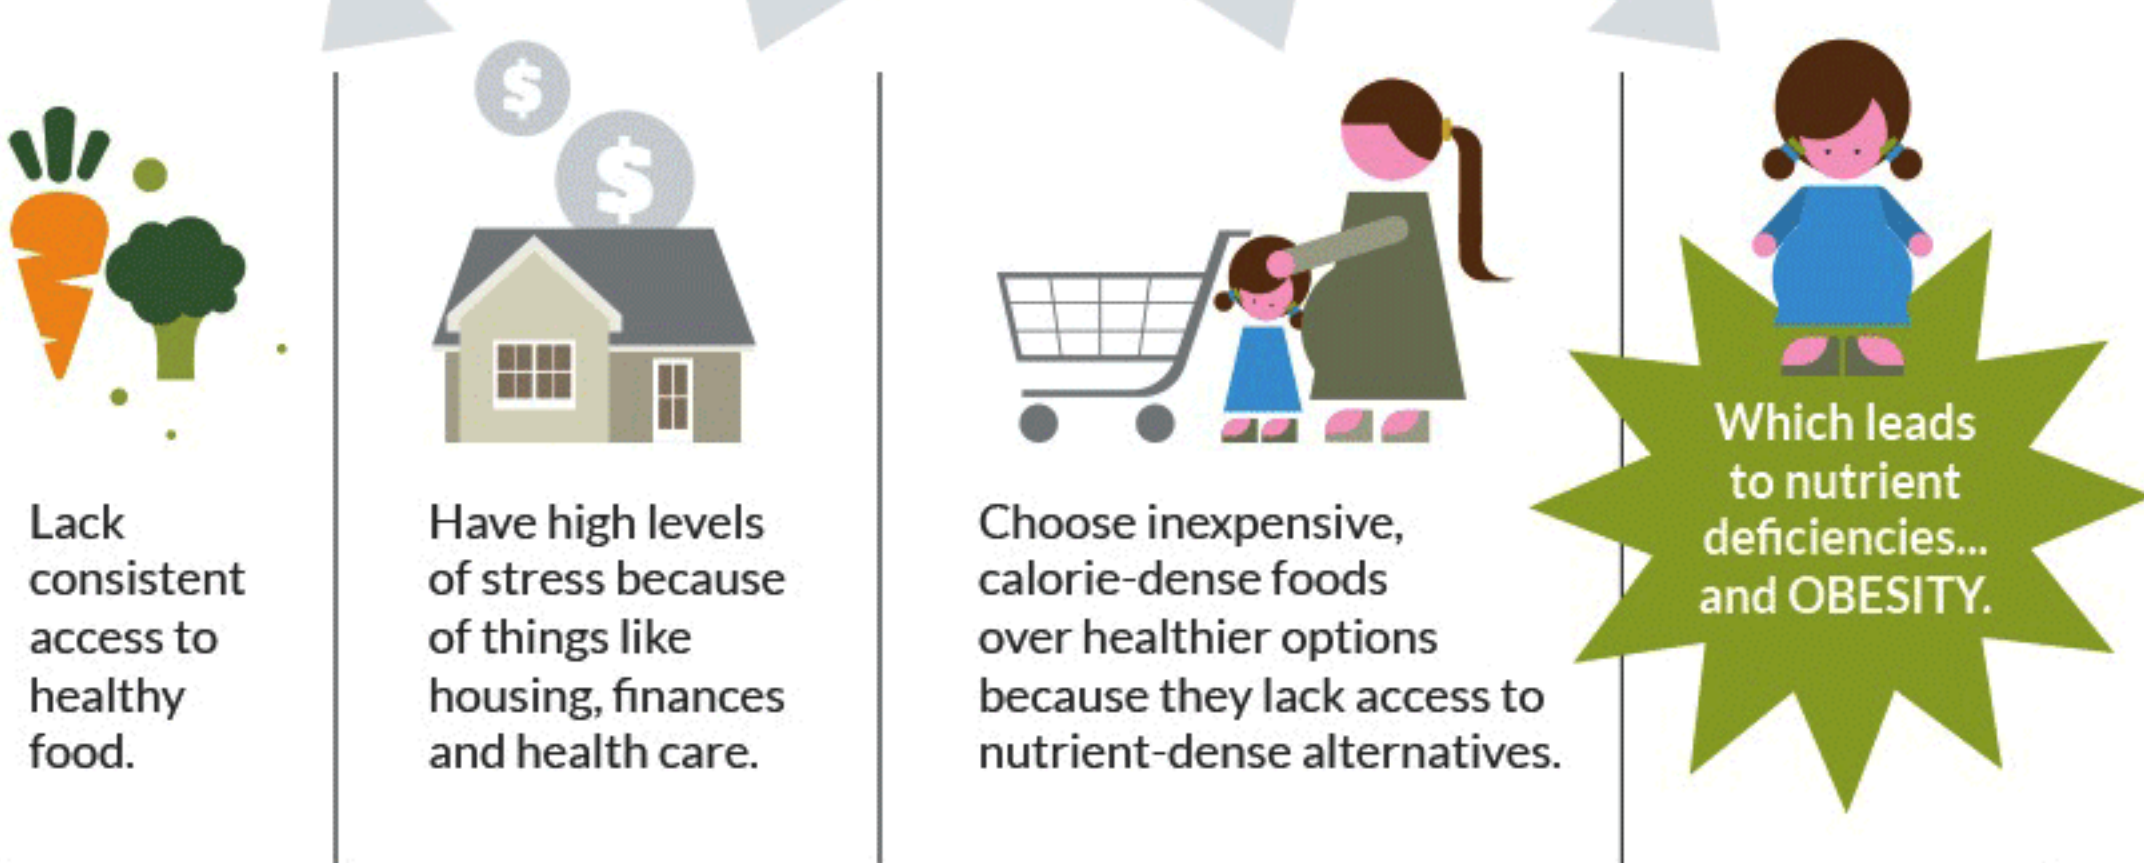 $
$
Lack
consistent
access to
healthy
food.
Have high levels
of stress because
of things like
housing, finances
and health care.
Choose inexpensive,
calorie-dense foods
over healthier options
because they lack access to
nutrient-dense alternatives.
Which leads
to nutrient
deficiencies...
and OBESITY.